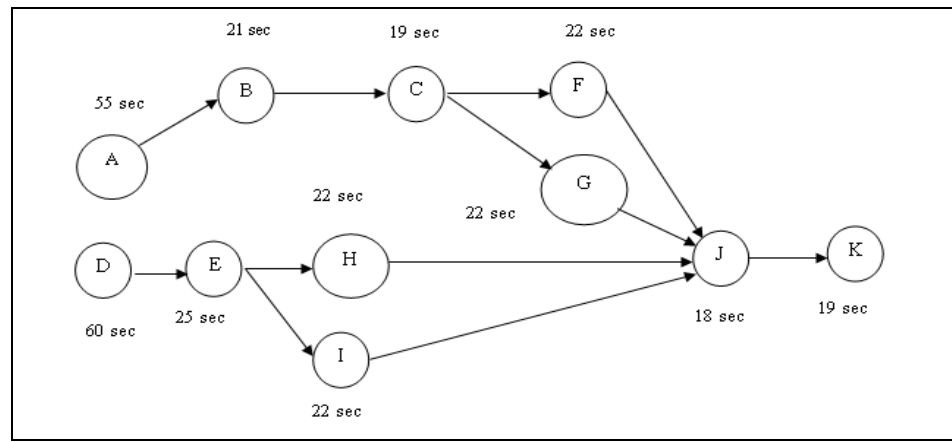 21 sec
19 sec
22 sec
B
C
F
55 sec
A
G
22 sec
22 sec
D
E
H
J
K
60 sec
25 sec
18 sec
19 sec
I
22 sec